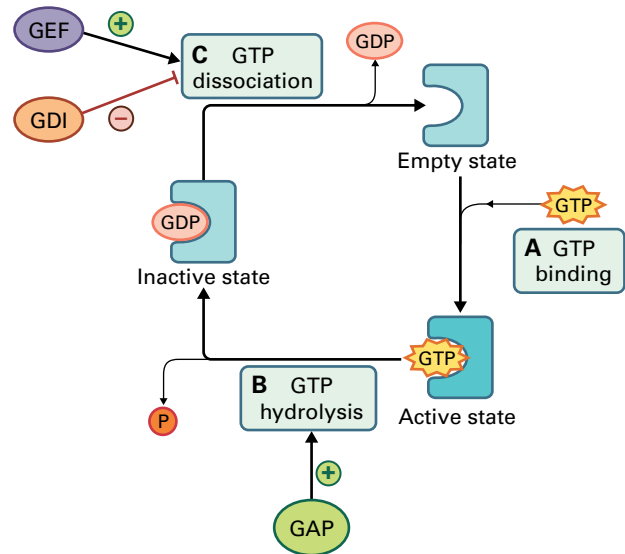 GEF
+
C GTP
dissociation
GDP
GDI
−
Empty state
GDP
GTP
Inactive state
A GTP
binding
GTP
B GTP
hydrolysis
Active state
P
+
GAP